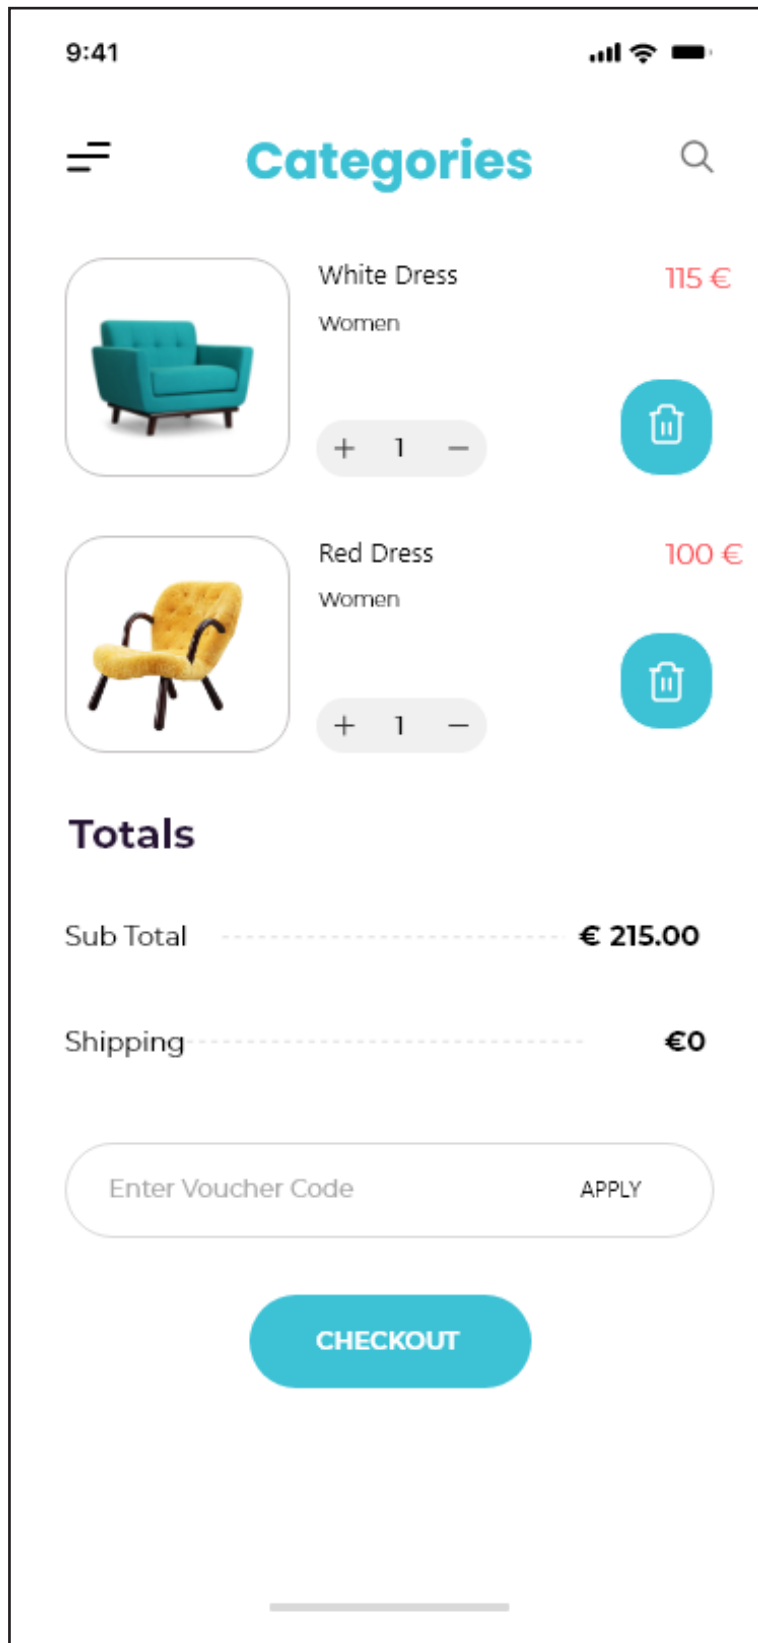 9:41
Categories
White Dress
115 €
Women
+ 1 −
Red Dress
100 €
Women
+ 1 −
Totals
Sub Total € 215.00
Shipping €0
Enter Voucher Code APPLY
CHECKOUT